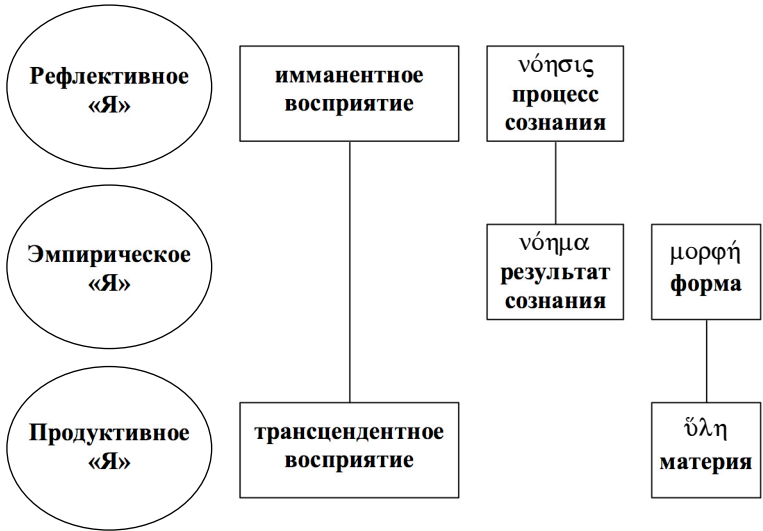 Рефлективное
«Я»
имманентное
восприятие
νόησις
процесс
сознания
Эмпирическое
«Я»
νόημα
результат
сознания
μορφή
форма
Продуктивное
«Я»
трансцендентное
восприятие
ὕλη
материя